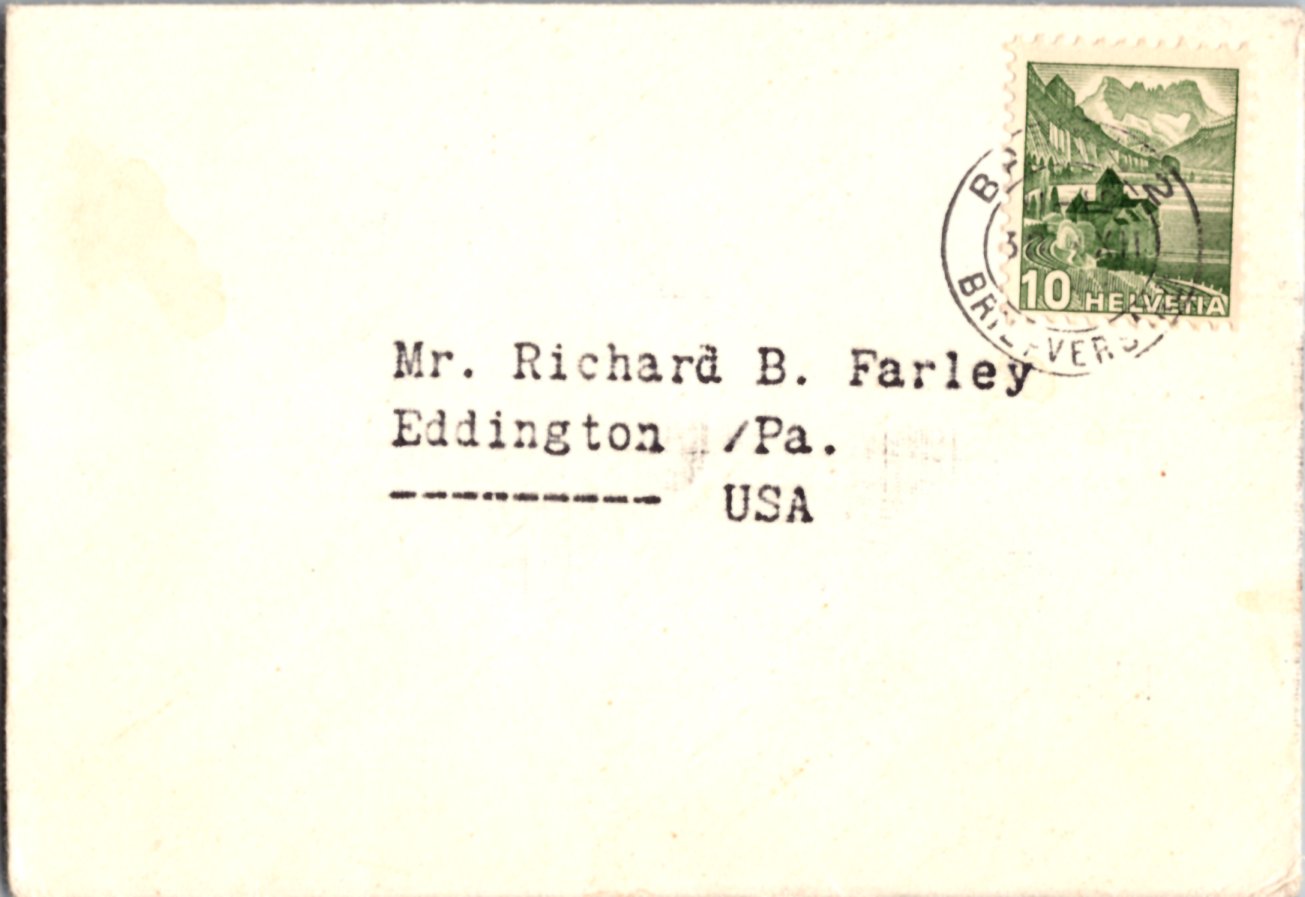 10 HELVETIA
Mr. Richard B. Farley
Eddington /Pa.
---------- USA